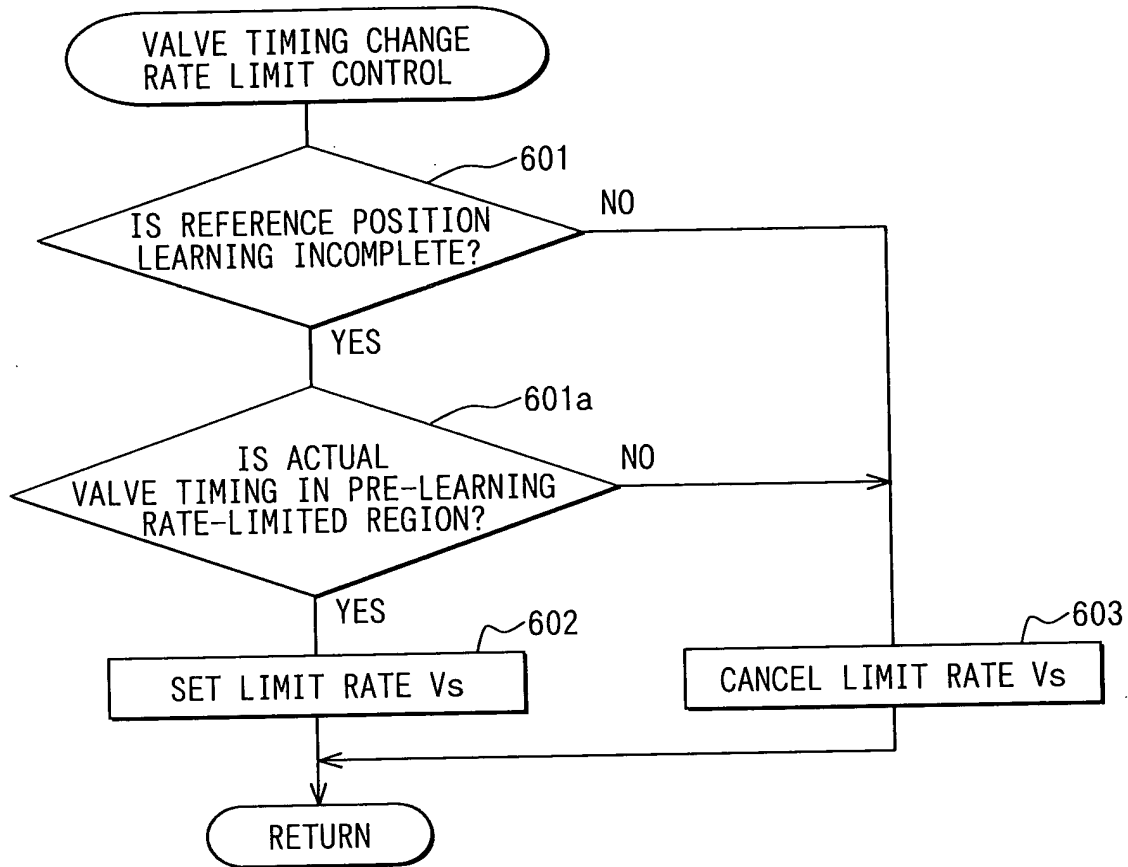 VALVE TIMING CHANGE
RATE LIMIT CONTROL
601
IS REFERENCE POSITION
LEARNING INCOMPLETE?
NO
YES
601a
IS ACTUAL
VALVE TIMING IN PRE-LEARNING
RATE-LIMITED REGION?
NO
YES
602
SET LIMIT RATE Vs
603
CANCEL LIMIT RATE Vs
RETURN